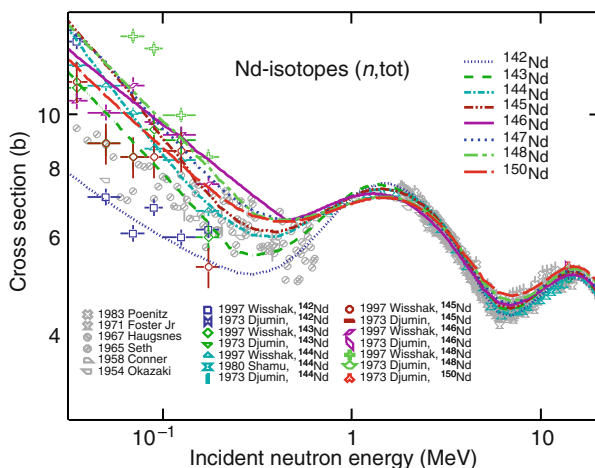 Nd-isotopes (n,tot)
142Nd
143Nd
144Nd
145Nd
146Nd
147Nd
148Nd
150Nd
Cross section (b)
10
8
6
4
1983 Poenitz
1971 Foster Jr
1967 Haugsnes
1965 Seth
1958 Conner
1954 Okazaki
1997 Wisshak, 142Nd
1973 Djumin, 142Nd
1997 Wisshak, 143Nd
1973 Djumin, 143Nd
1997 Wisshak, 144Nd
1980 Shamu, 144Nd
1973 Djumin, 144Nd
1997 Wisshak, 145Nd
1973 Djumin, 145Nd
1997 Wisshak, 146Nd
1973 Djumin, 146Nd
1997 Wisshak, 148Nd
1973 Djumin, 148Nd
1973 Djumin, 150Nd
10−1
1
10
Incident neutron energy (MeV)